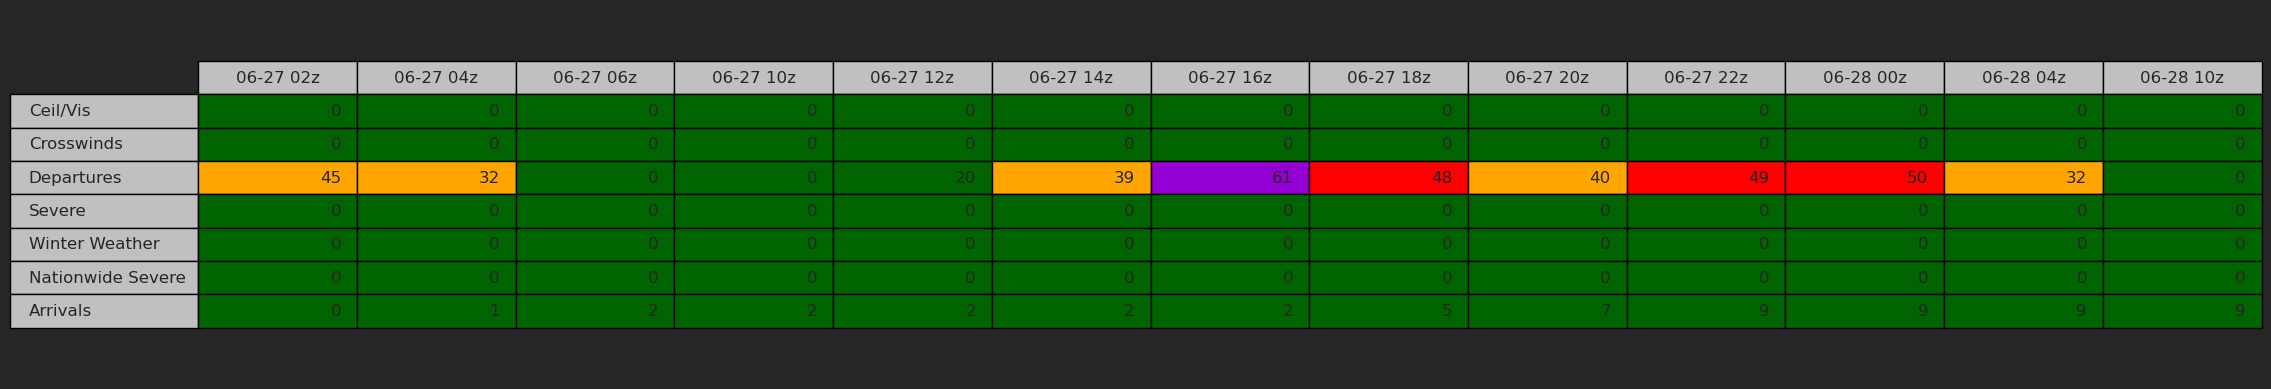 06-27 02z 06-27 04z 06-27 06z 06-27 10z 06-27 12z 06-27 14z 06-27 16z 06-27 18z 06-27 20z 06-27 22z 06-28 00z 06-28 04z 06-28 10z
Ceil/Vis 0 0 0 0 0 0 0 0 0 0 0 0 0
Crosswinds 0 0 0 0 0 0 0 0 0 0 0 0 0
Departures 45 32 0 0 20 39 61 48 40 49 50 32 0
Severe 0 0 0 0 0 0 0 0 0 0 0 0 0
Winter Weather 0 0 0 0 0 0 0 0 0 0 0 0 0
Nationwide Severe 0 0 0 0 0 0 0 0 0 0 0 0 0
Arrivals 0 1 2 2 2 2 2 5 7 9 9 9 9